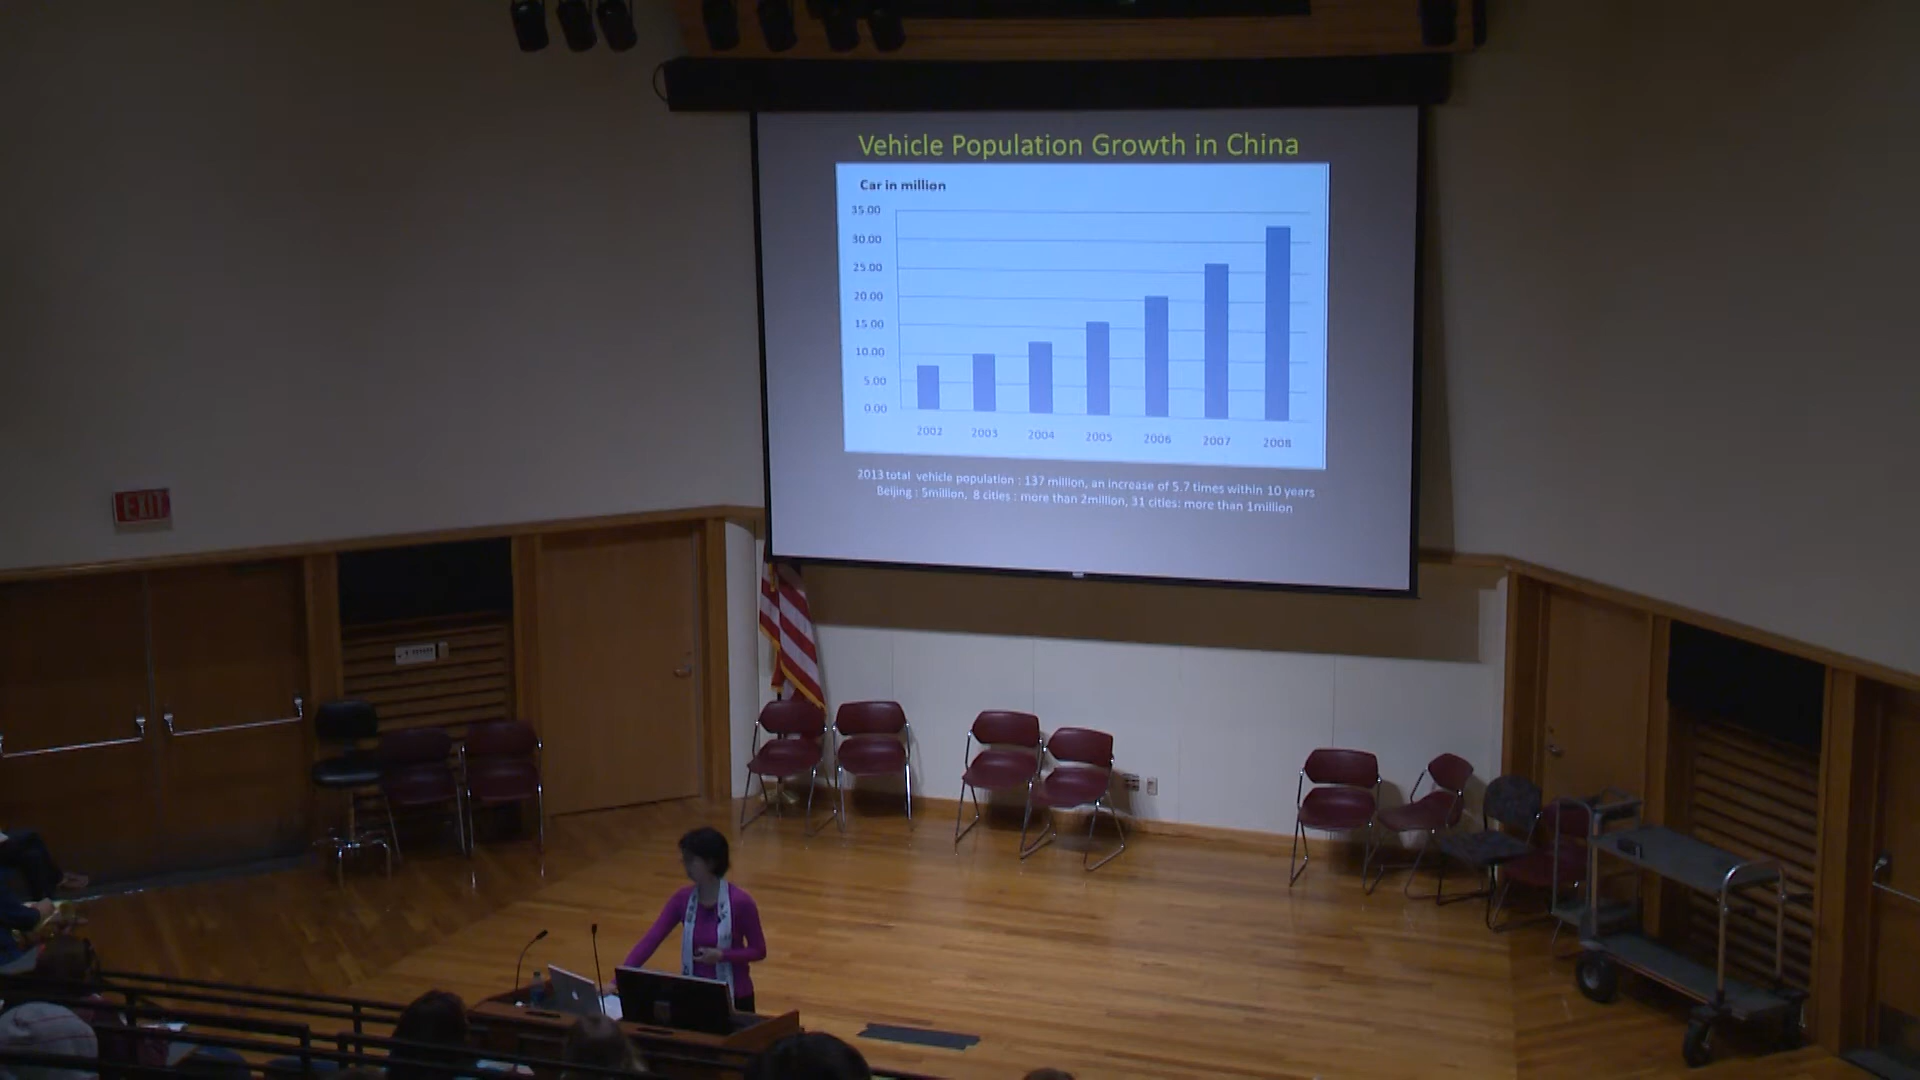 Vehicle Population Growth in China
Car in million
35.00
30.00
25.00
20.00
15.00
10.00
5.00
0.00
2002 2003 2004 2005 2006 2007 2008
2013 total vehicle population : 137 million, an increase of 5.7 times within 10 years
Beijing : 5million, 8 cities : more than 2million, 31 cities: more than 1million
EXIT